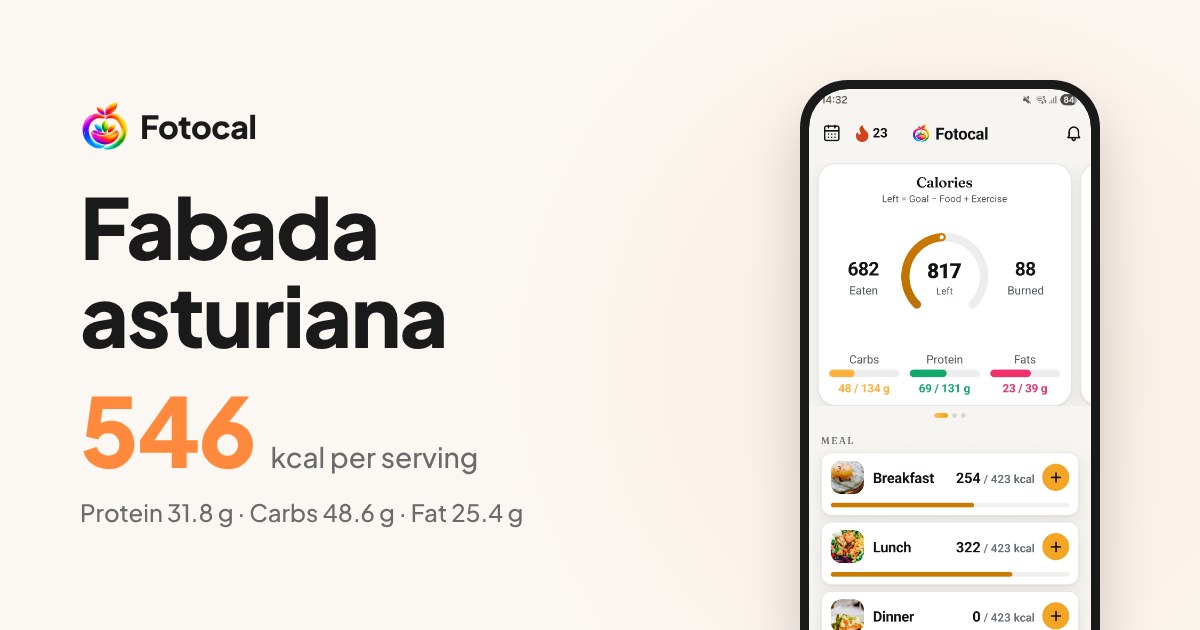 Fotocal
Fabada
asturiana
546 kcal per serving
Protein 31.8 g · Carbs 48.6 g · Fat 25.4 g
14:32
84
23
Fotocal
Calories
Left = Goal − Food + Exercise
682
Eaten
817
Left
88
Burned
Carbs
Protein
Fats
48 / 134 g
69 / 131 g
23 / 39 g
MEAL
Breakfast 254 / 423 kcal
Lunch 322 / 423 kcal
Dinner 0 / 423 kcal